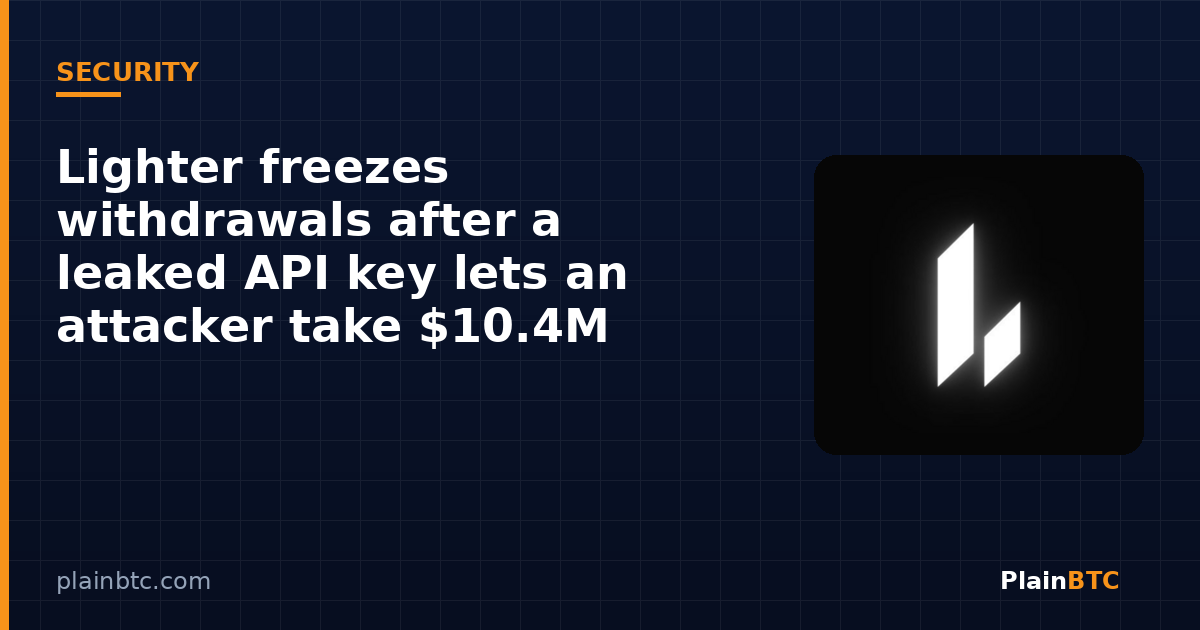 SECURITY
Lighter freezes
withdrawals after a
leaked API key lets an
attacker take $10.4M
plainbtc.com
PlainBTC